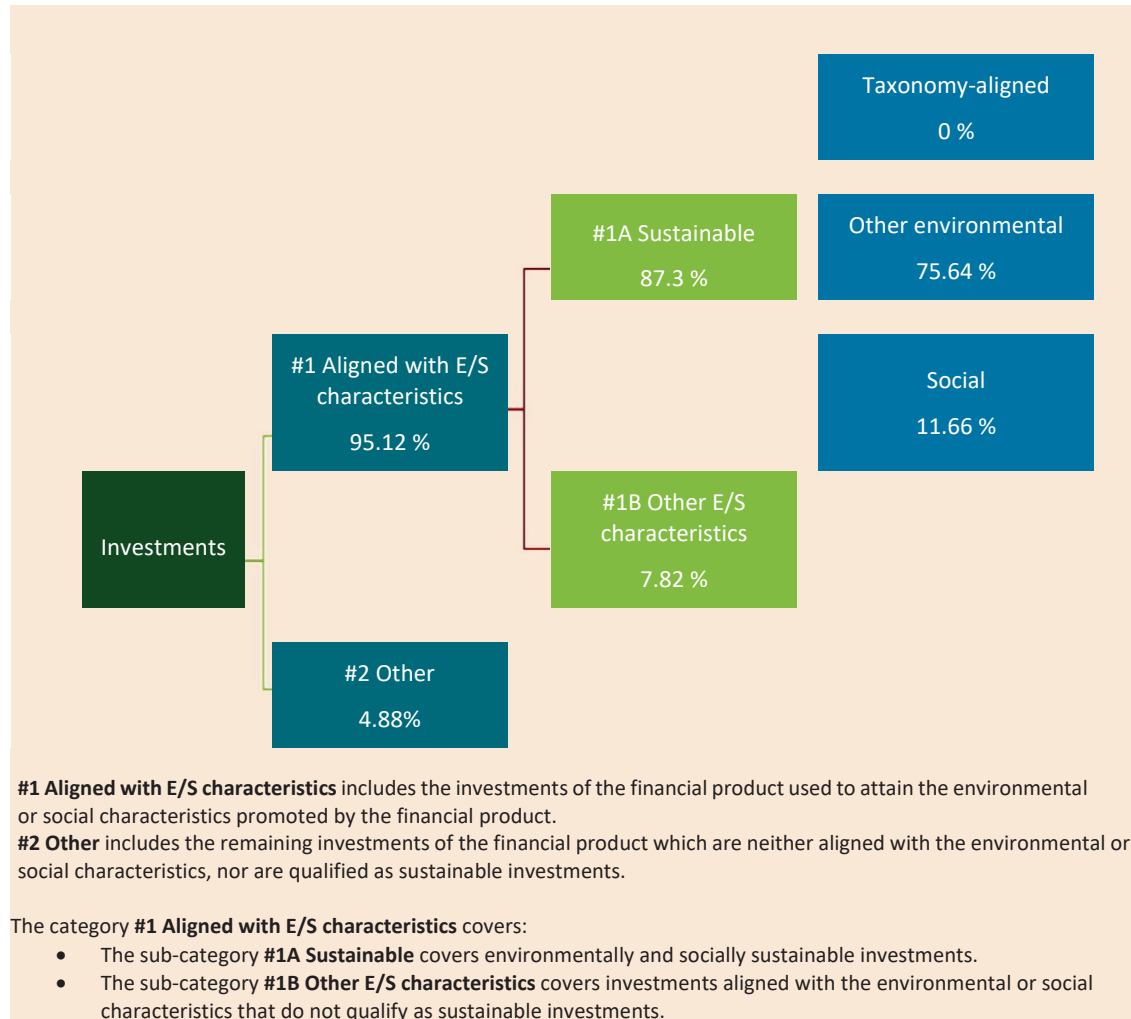 Taxonomy-aligned
0 %
#1A Sustainable
87.3 %
Other environmental
75.64 %
#1 Aligned with E/S
characteristics
95.12 %
Social
11.66 %
Investments
#1B Other E/S
characteristics
7.82 %
#2 Other
4.88%
#1 Aligned with E/S characteristics includes the investments of the financial product used to attain the environmental
or social characteristics promoted by the financial product.
#2 Other includes the remaining investments of the financial product which are neither aligned with the environmental or
social characteristics, nor are qualified as sustainable investments.
The category #1 Aligned with E/S characteristics covers:
• The sub-category #1A Sustainable covers environmentally and socially sustainable investments.
• The sub-category #1B Other E/S characteristics covers investments aligned with the environmental or social
characteristics that do not qualify as sustainable investments.